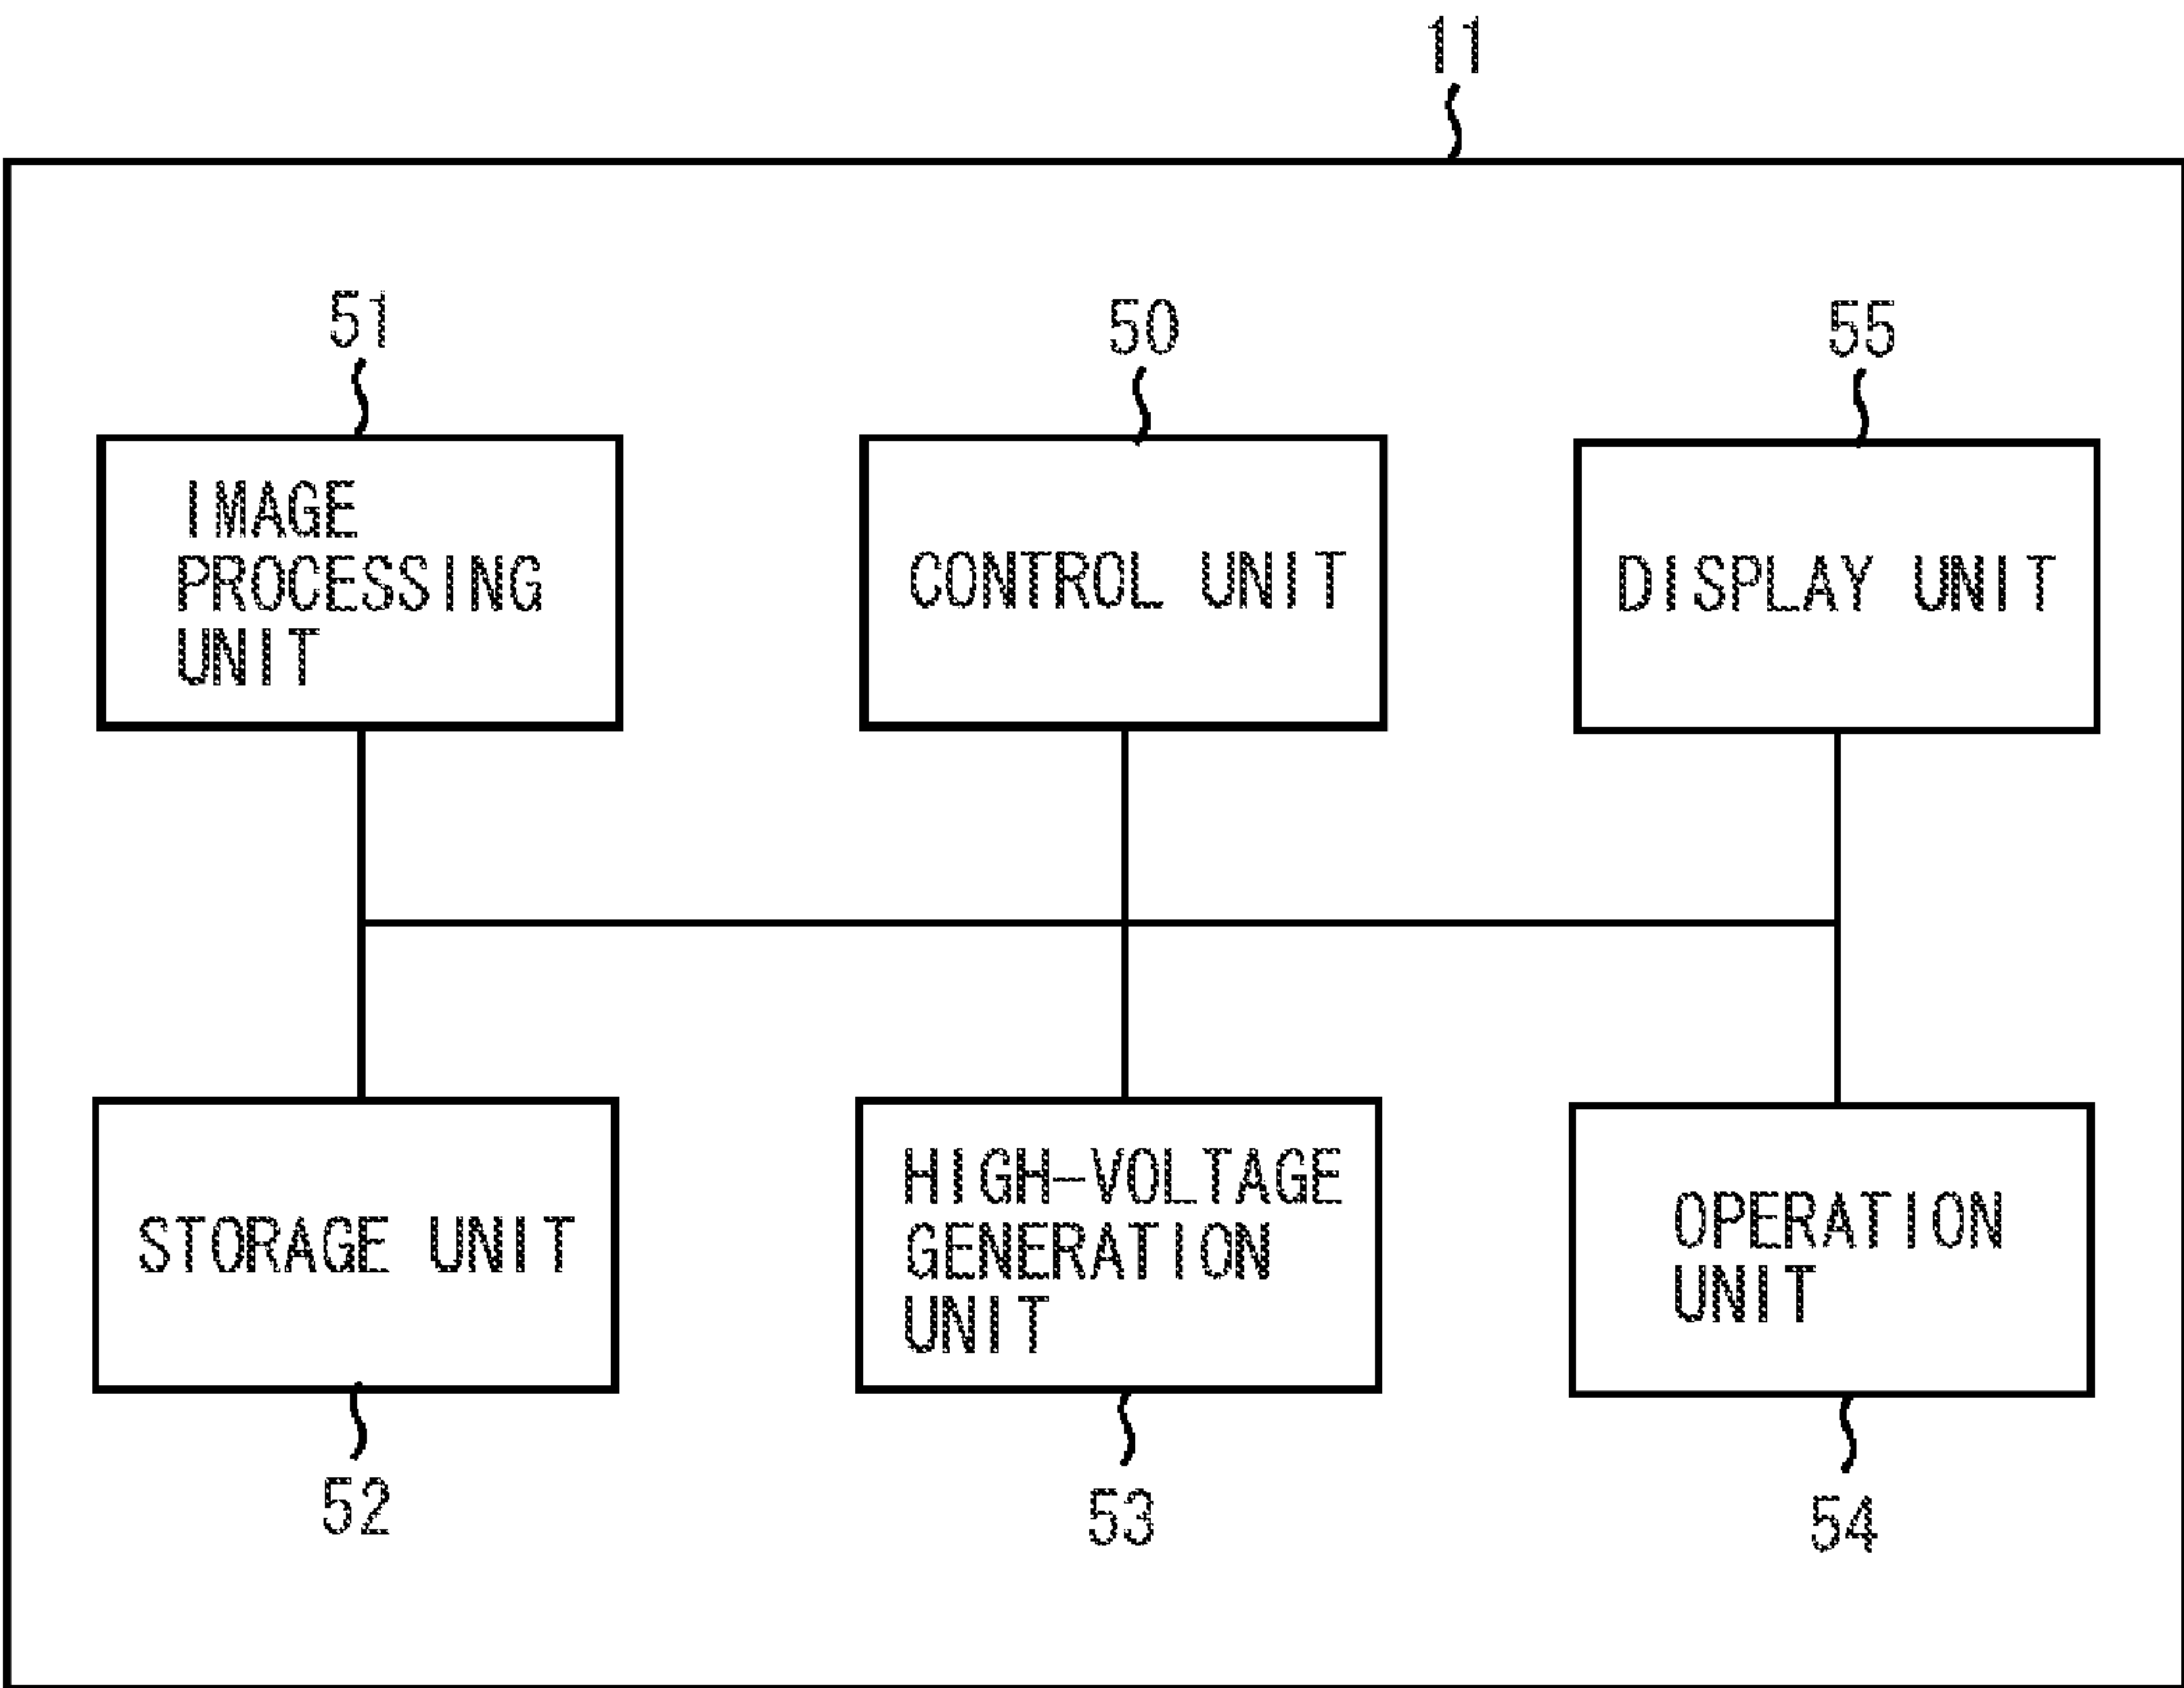 11
51
50
55
IMAGE
PROCESSING
UNIT
CONTROL UNIT
DISPLAY UNIT
STORAGE UNIT
HIGH-VOLTAGE
GENERATION
UNIT
OPERATION
UNIT
52
53
54